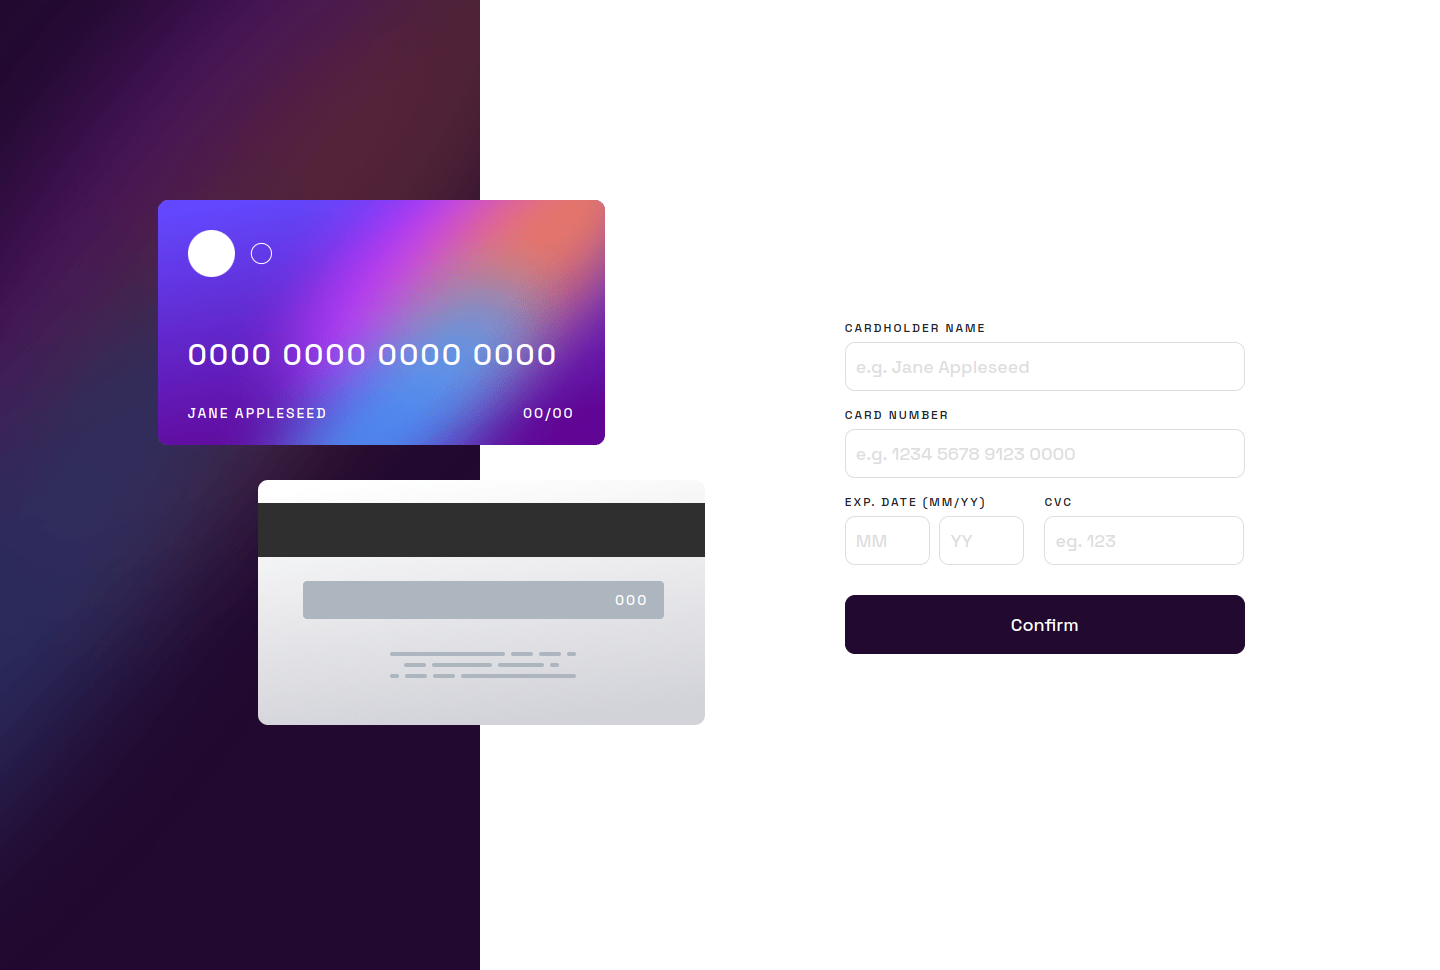 0000 0000 0000 0000
JANE APPLESEED 00/00
000
CARDHOLDER NAME
e.g. Jane Appleseed
CARD NUMBER
e.g. 1234 5678 9123 0000
EXP. DATE (MM/YY) CVC
MM YY eg. 123
Confirm